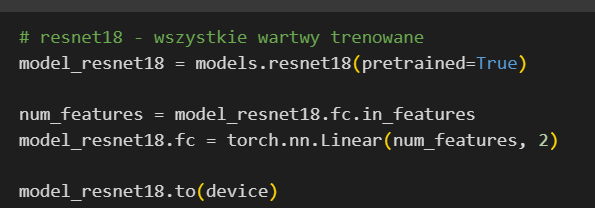 # resnet18 - wszystkie wartwy trenowane
model_resnet18 = models.resnet18(pretrained=True)
num_features = model_resnet18.fc.in_features
model_resnet18.fc = torch.nn.Linear(num_features, 2)
model_resnet18.to(device)